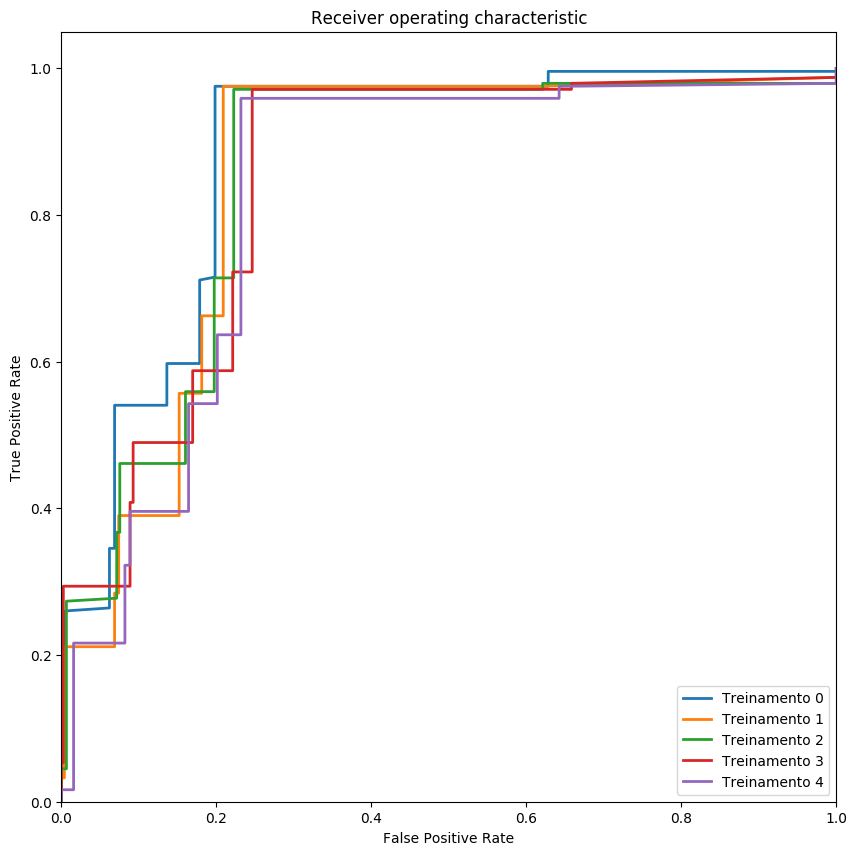 Receiver operating characteristic
True Positive Rate
1.0
0.8
0.6
0.4
0.2
0.0
Treinamento 0
Treinamento 1
Treinamento 2
Treinamento 3
Treinamento 4
0.0 0.2 0.4 0.6 0.8 1.0
False Positive Rate